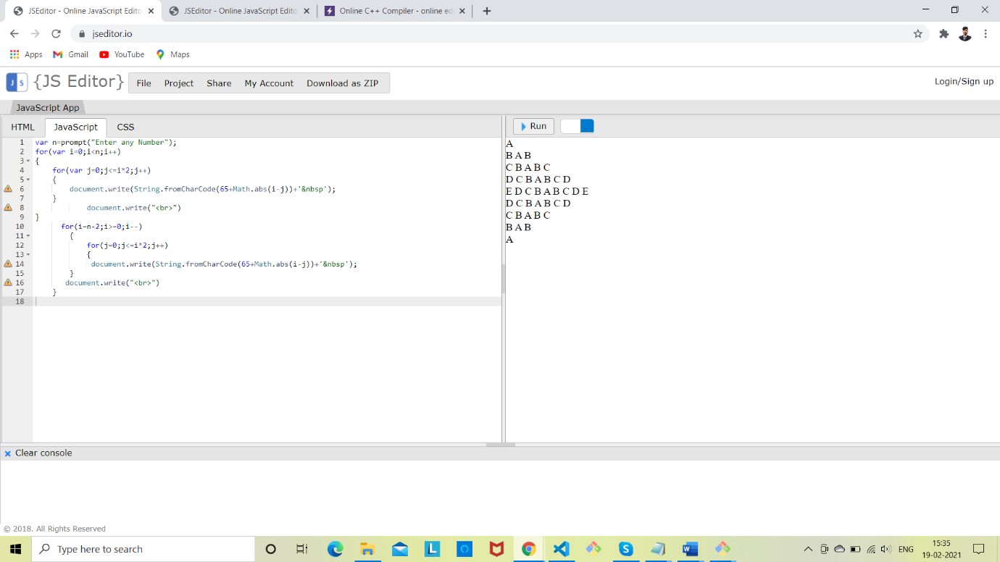 JSEditor - Online JavaScript Edito
JSEditor - Online JavaScript Edito
Online C++ Compiler - online ed
jseditor.io
Apps
Gmail
YouTube
Maps
JS
{JS Editor}
File
Project
Share
My Account
Download as ZIP
Login/Sign up
JavaScript App
HTML
JavaScript
CSS
Run
1 var n=prompt("Enter any Number");
2 for(var i=0;i<n;i++)
3 {
4 for(var j=0;j<=i*2;j++)
5 {
6 document.write(String.fromCharCode(65+Math.abs(i-j))+'&nbsp');
7 }
8 document.write("<br>")
9 }
10 for(i=n-2;i>=0;i--)
11 {
12 for(j=0;j<=i*2;j++)
13 {
14 document.write(String.fromCharCode(65+Math.abs(i-j))+'&nbsp');
15 }
16 document.write("<br>")
17 }
18
A
B A B
C B A B C
D C B A B C D
E D C B A B C D E
D C B A B C D
C B A B C
B A B
A
Clear console
© 2018. All Rights Reserved
Type here to search
L
S
W
ENG
15:35
19-02-2021